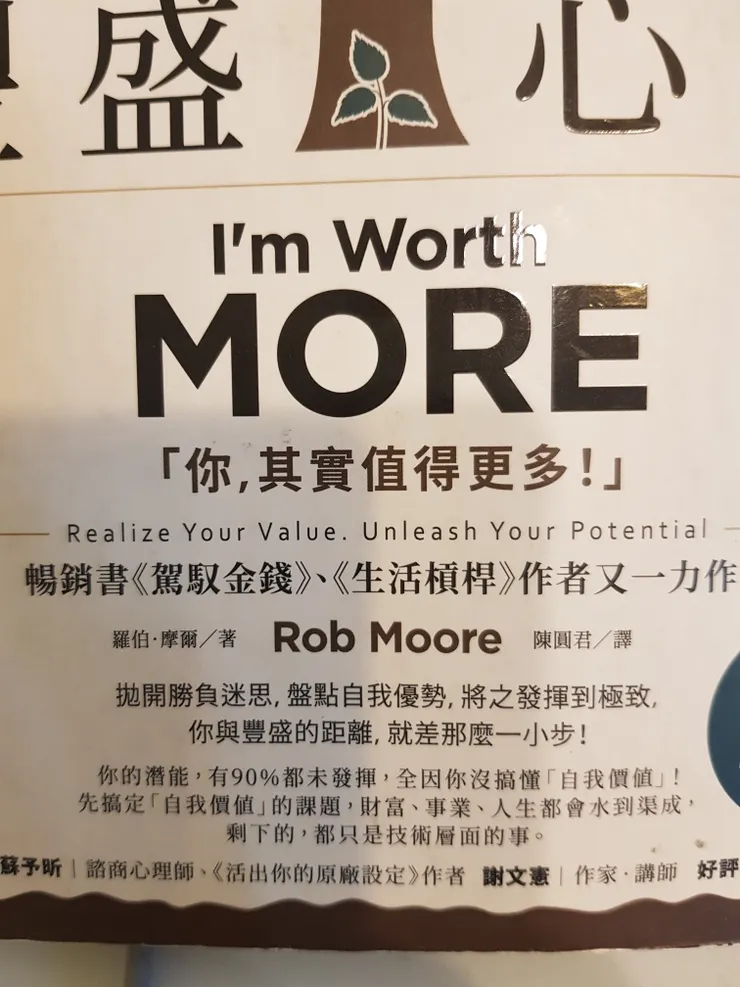 豐盛心
I'm Worth
MORE
「你,其實值得更多!」
Realize Your Value. Unleash Your Potential
暢銷書《駕馭金錢》、《生活槓桿》作者又一力作
羅伯·摩爾／著 Rob Moore 陳圓君／譯
拋開勝負迷思,盤點自我優勢,將之發揮到極致,
你與豐盛的距離,就差那麼一小步!
你的潛能,有90%都未發揮,全因你沒搞懂「自我價值」!
先搞定「自我價值」的課題,財富、事業、人生都會水到渠成,
剩下的,都只是技術層面的事。
蘇予昕｜諮商心理師、《活出你的原廠設定》作者 謝文憲｜作家·講師 好評